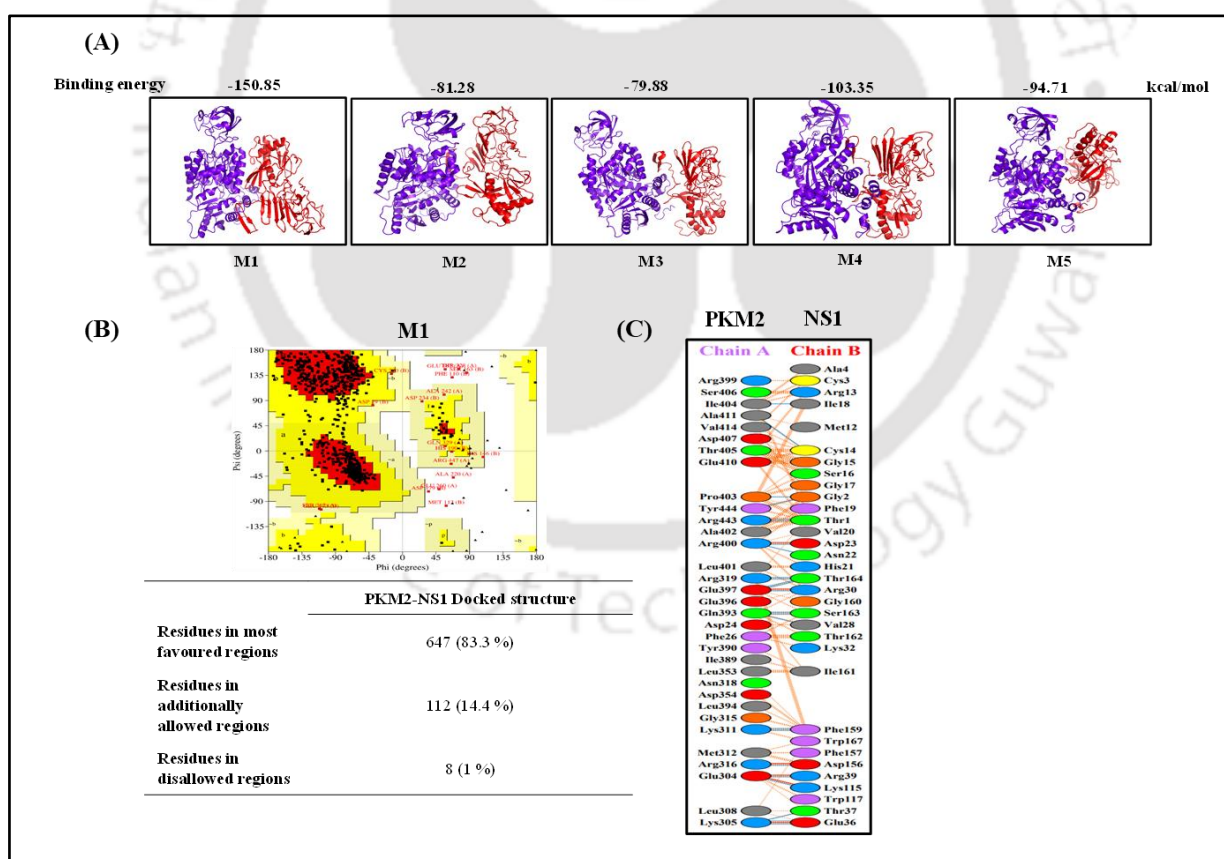 (A)
Binding energy -150.85 -81.28 -79.88 -103.35 -94.71 kcal/mol
M1 M2 M3 M4 M5
(B)
M1
180
135
90
45
0
-45
-90
-135
Psi (degrees)
-180 -135 -90 -45 0 45 90 135 180
Phi (degrees)
PKM2-NS1 Docked structure
Residues in most
favoured regions
647 (83.3 %)
Residues in
additionally
allowed regions
112 (14.4 %)
Residues in
disallowed regions
8 (1 %)
(C)
PKM2 NS1
Chain A Chain B
Ala4
Arg399 Cys3
Ser406 Arg13
Ile404 Ile18
Ala411
Val414 Met12
Asp407
Thr405 Cys14
Glu410 Gly15
Ser16
Gly17
Pro403 Gly2
Tyr444 Phe19
Arg443 Thr1
Ala402 Val20
Arg400 Asp23
Asn22
Leu401 His21
Arg319 Thr164
Glu397 Arg30
Glu396 Gly160
Gln393 Ser163
Asp24 Val28
Phe26 Thr162
Tyr390 Lys32
Ile389
Leu353 Ile161
Asn318
Asp354
Leu394
Gly315
Lys311 Phe159
Trp167
Met312 Phe157
Arg316 Asp156
Glu304 Arg39
Lys115
Trp117
Leu308 Thr37
Lys305 Glu36